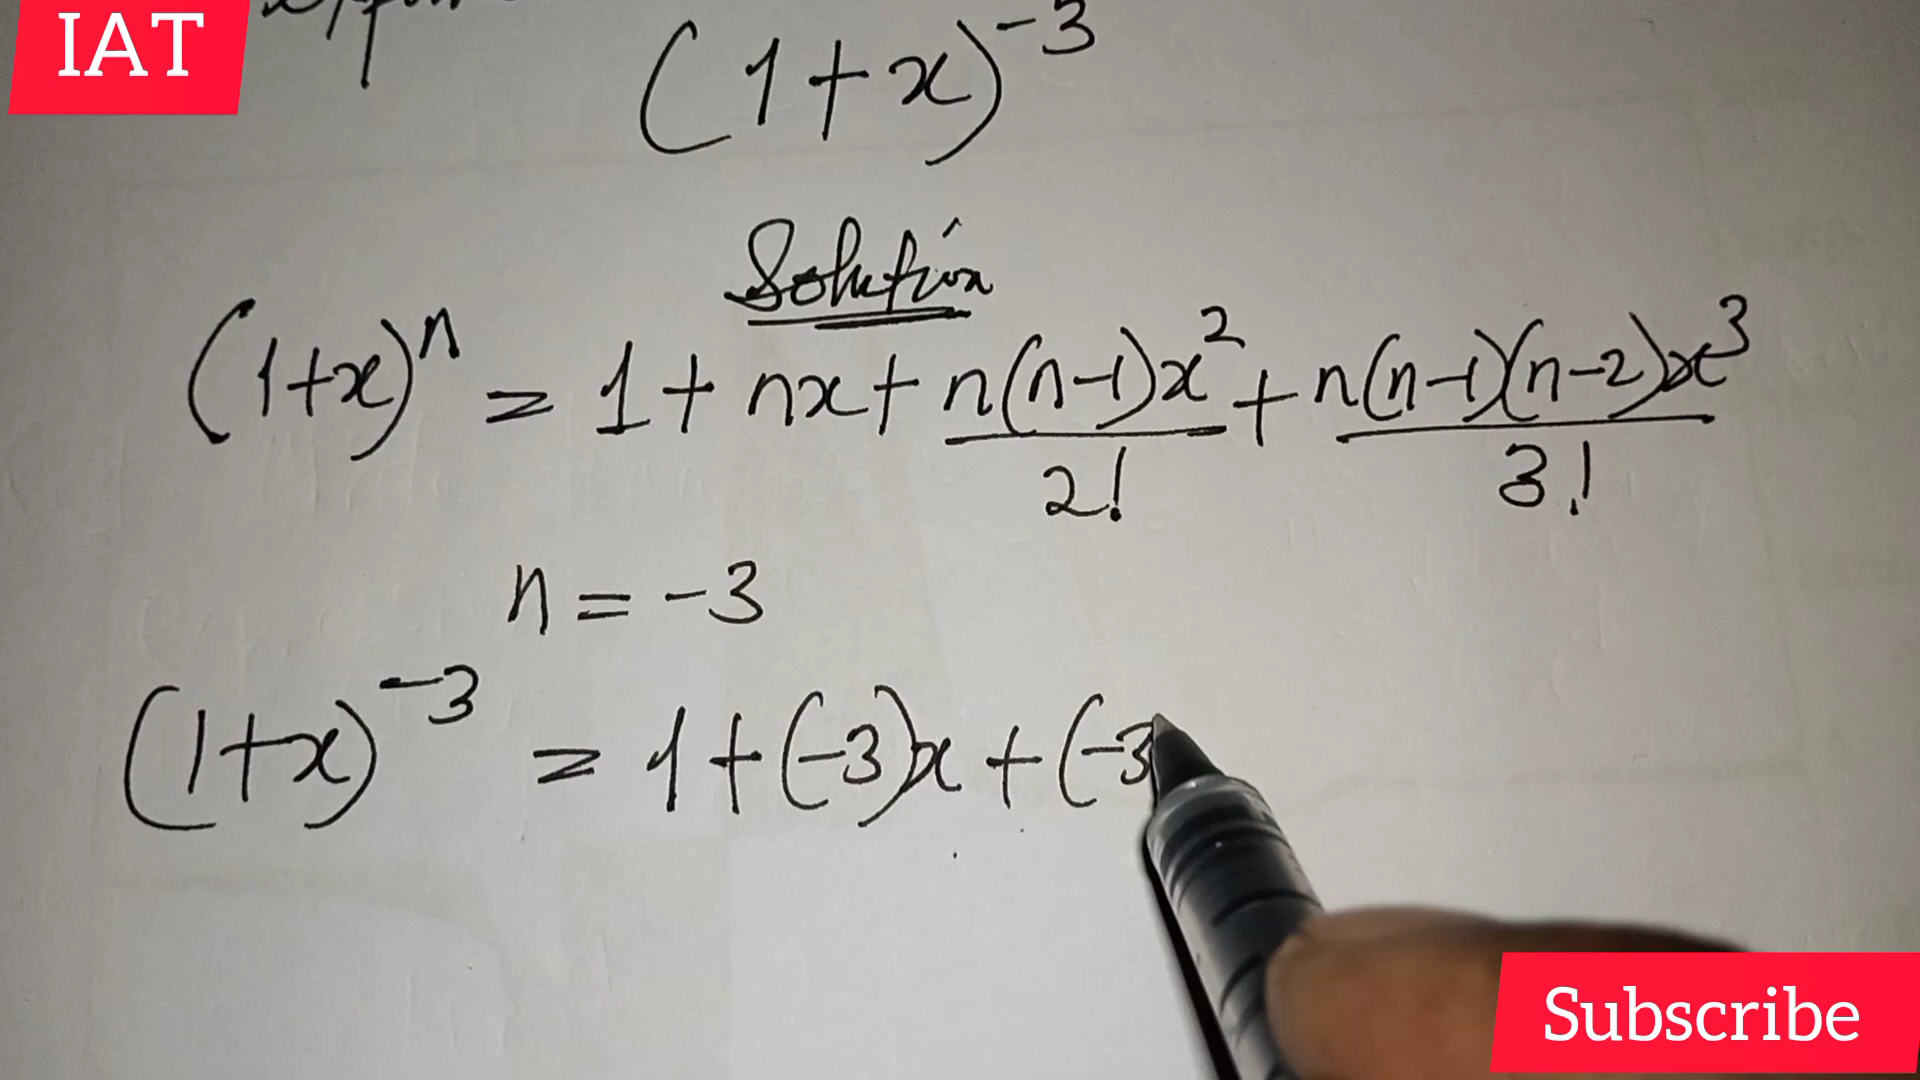 IAT
(1+x)^-3
Solution
(1+x)^n = 1 + nx + n(n-1)x^2/2! + n(n-1)(n-2)x^3/3!
n = -3
(1+x)^-3 = 1 + (-3)x + (-3
Subscribe